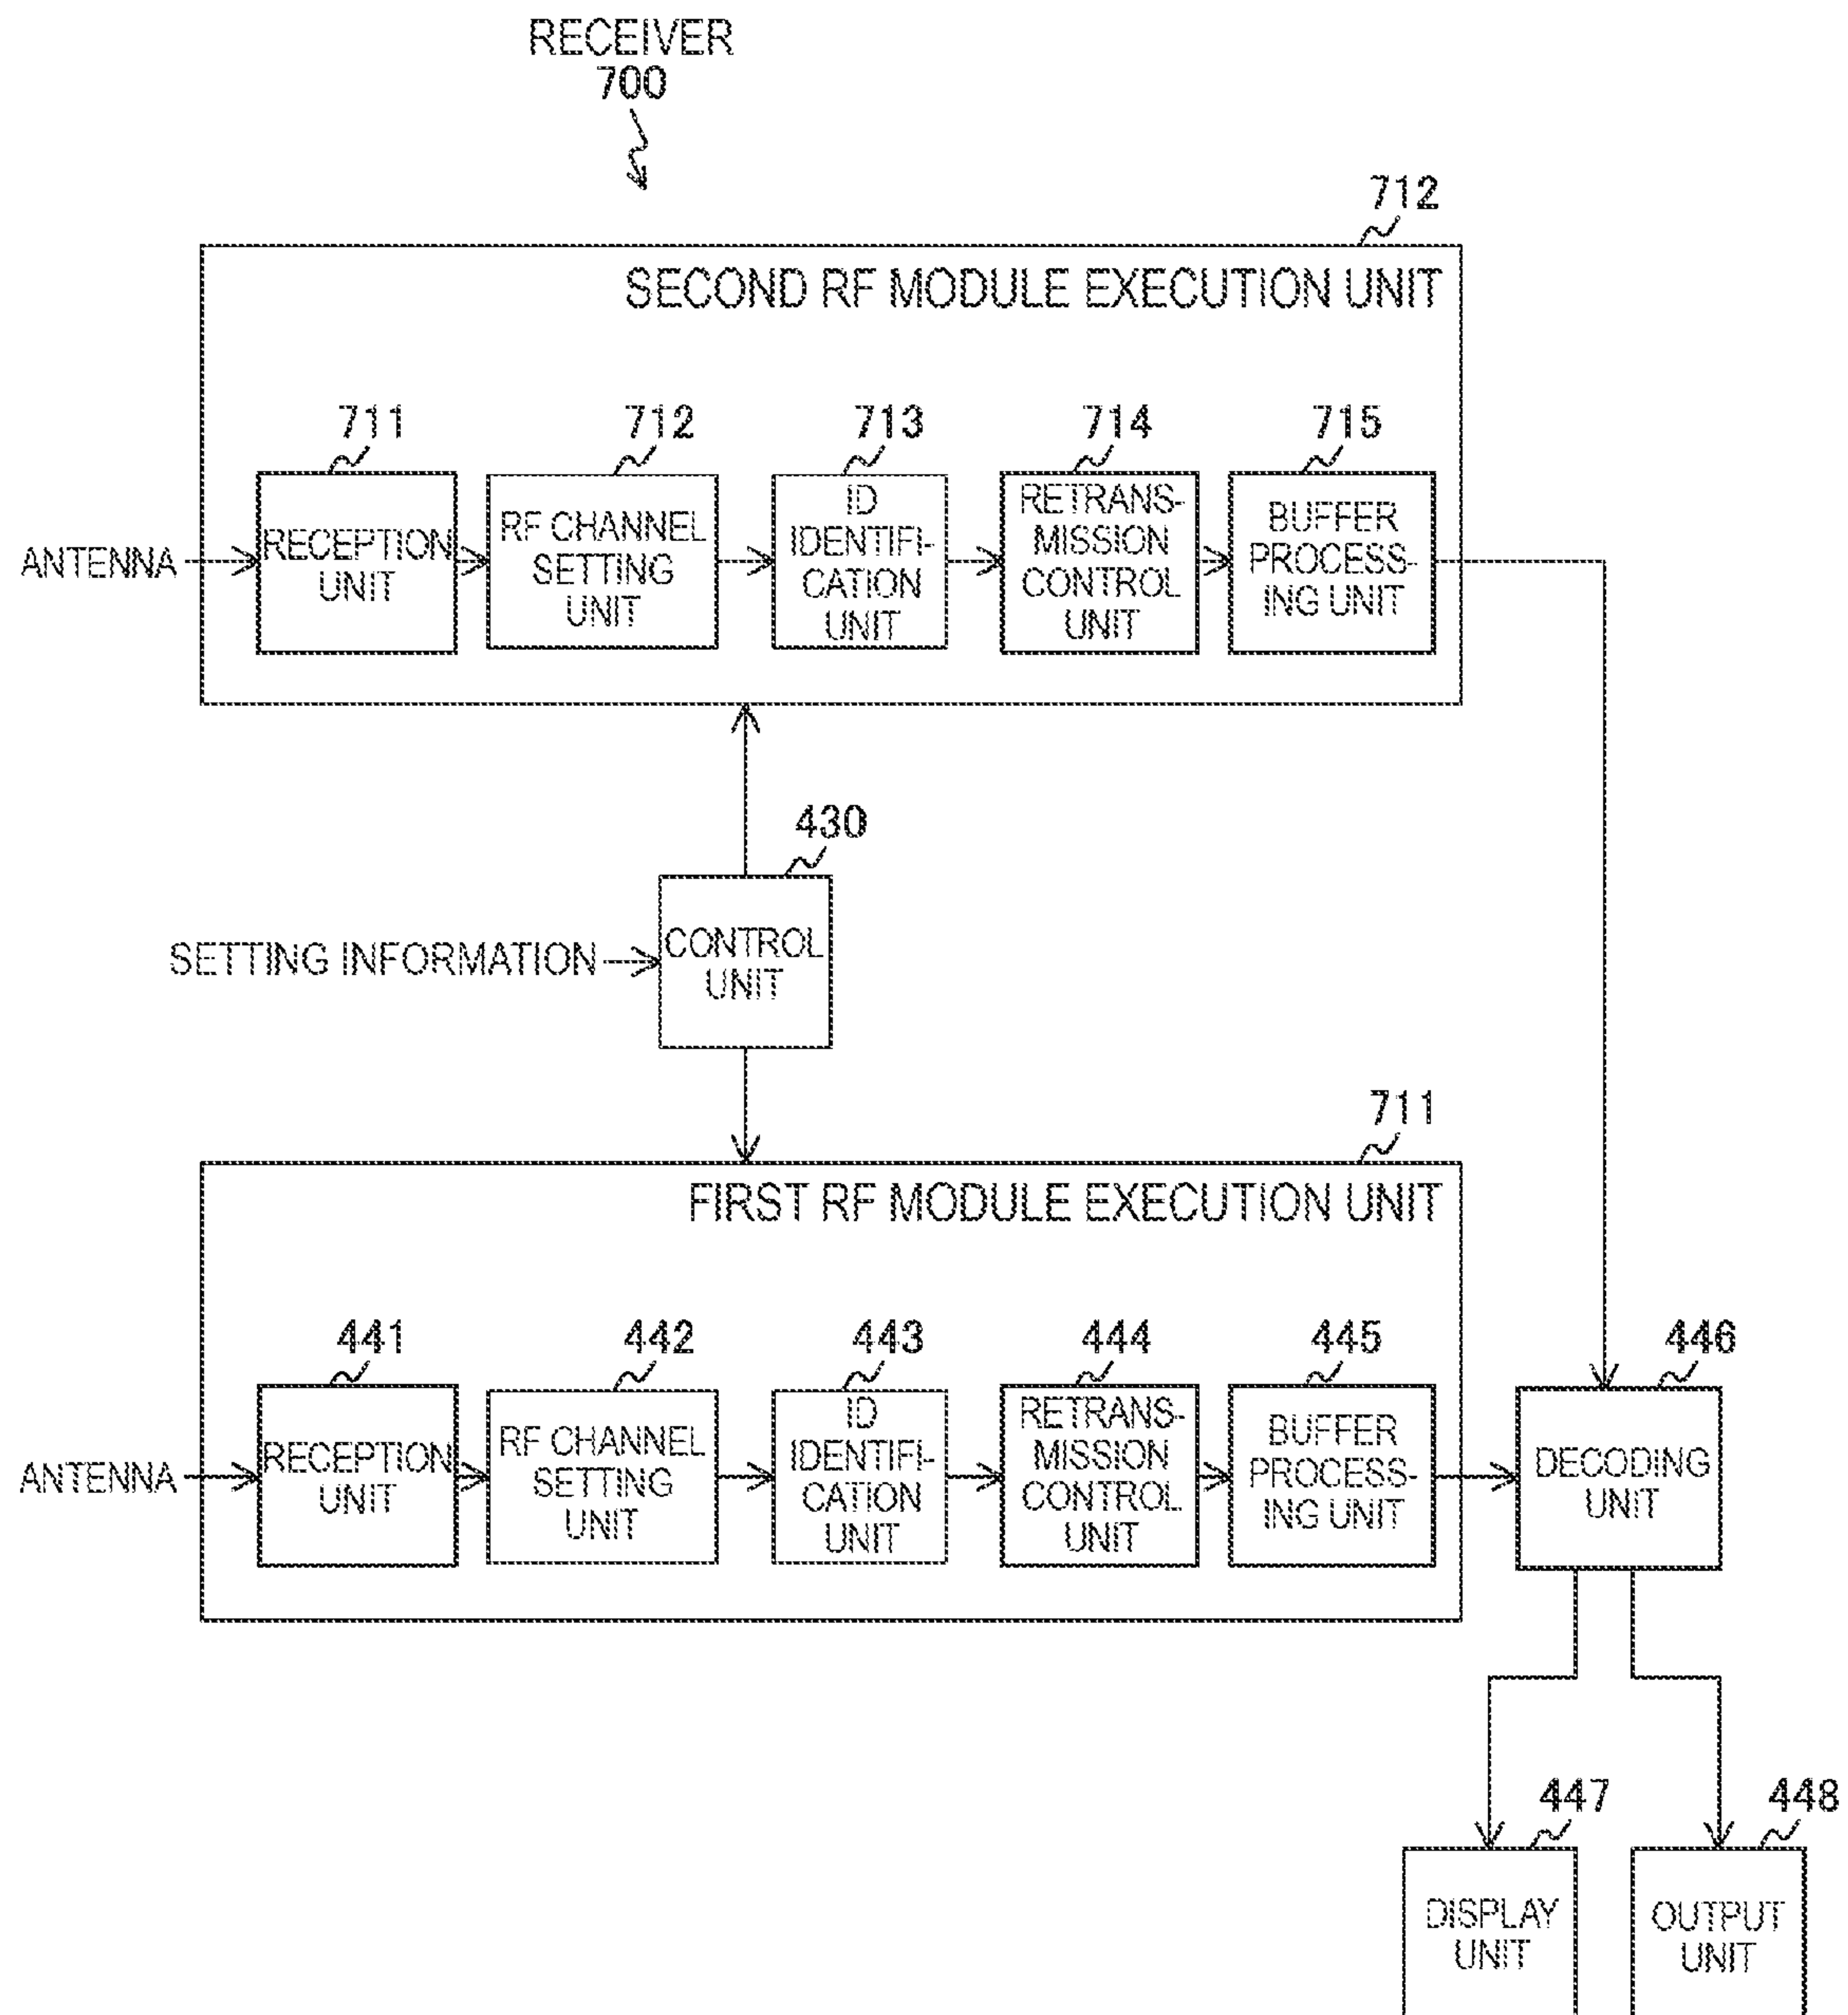 RECEIVER
700
712
SECOND RF MODULE EXECUTION UNIT
711
712
713
714
715
ANTENNA
RECEPTION
UNIT
RF CHANNEL
SETTING
UNIT
ID
IDENTIFI-
CATION
UNIT
RETRANS-
MISSION
CONTROL
UNIT
BUFFER
PROCESS-
ING UNIT
430
SETTING INFORMATION
CONTROL
UNIT
711
FIRST RF MODULE EXECUTION UNIT
441
442
443
444
445
446
ANTENNA
RECEPTION
UNIT
RF CHANNEL
SETTING
UNIT
ID
IDENTIFI-
CATION
UNIT
RETRANS-
MISSION
CONTROL
UNIT
BUFFER
PROCESS-
ING UNIT
DECODING
UNIT
447
448
DISPLAY
UNIT
OUTPUT
UNIT